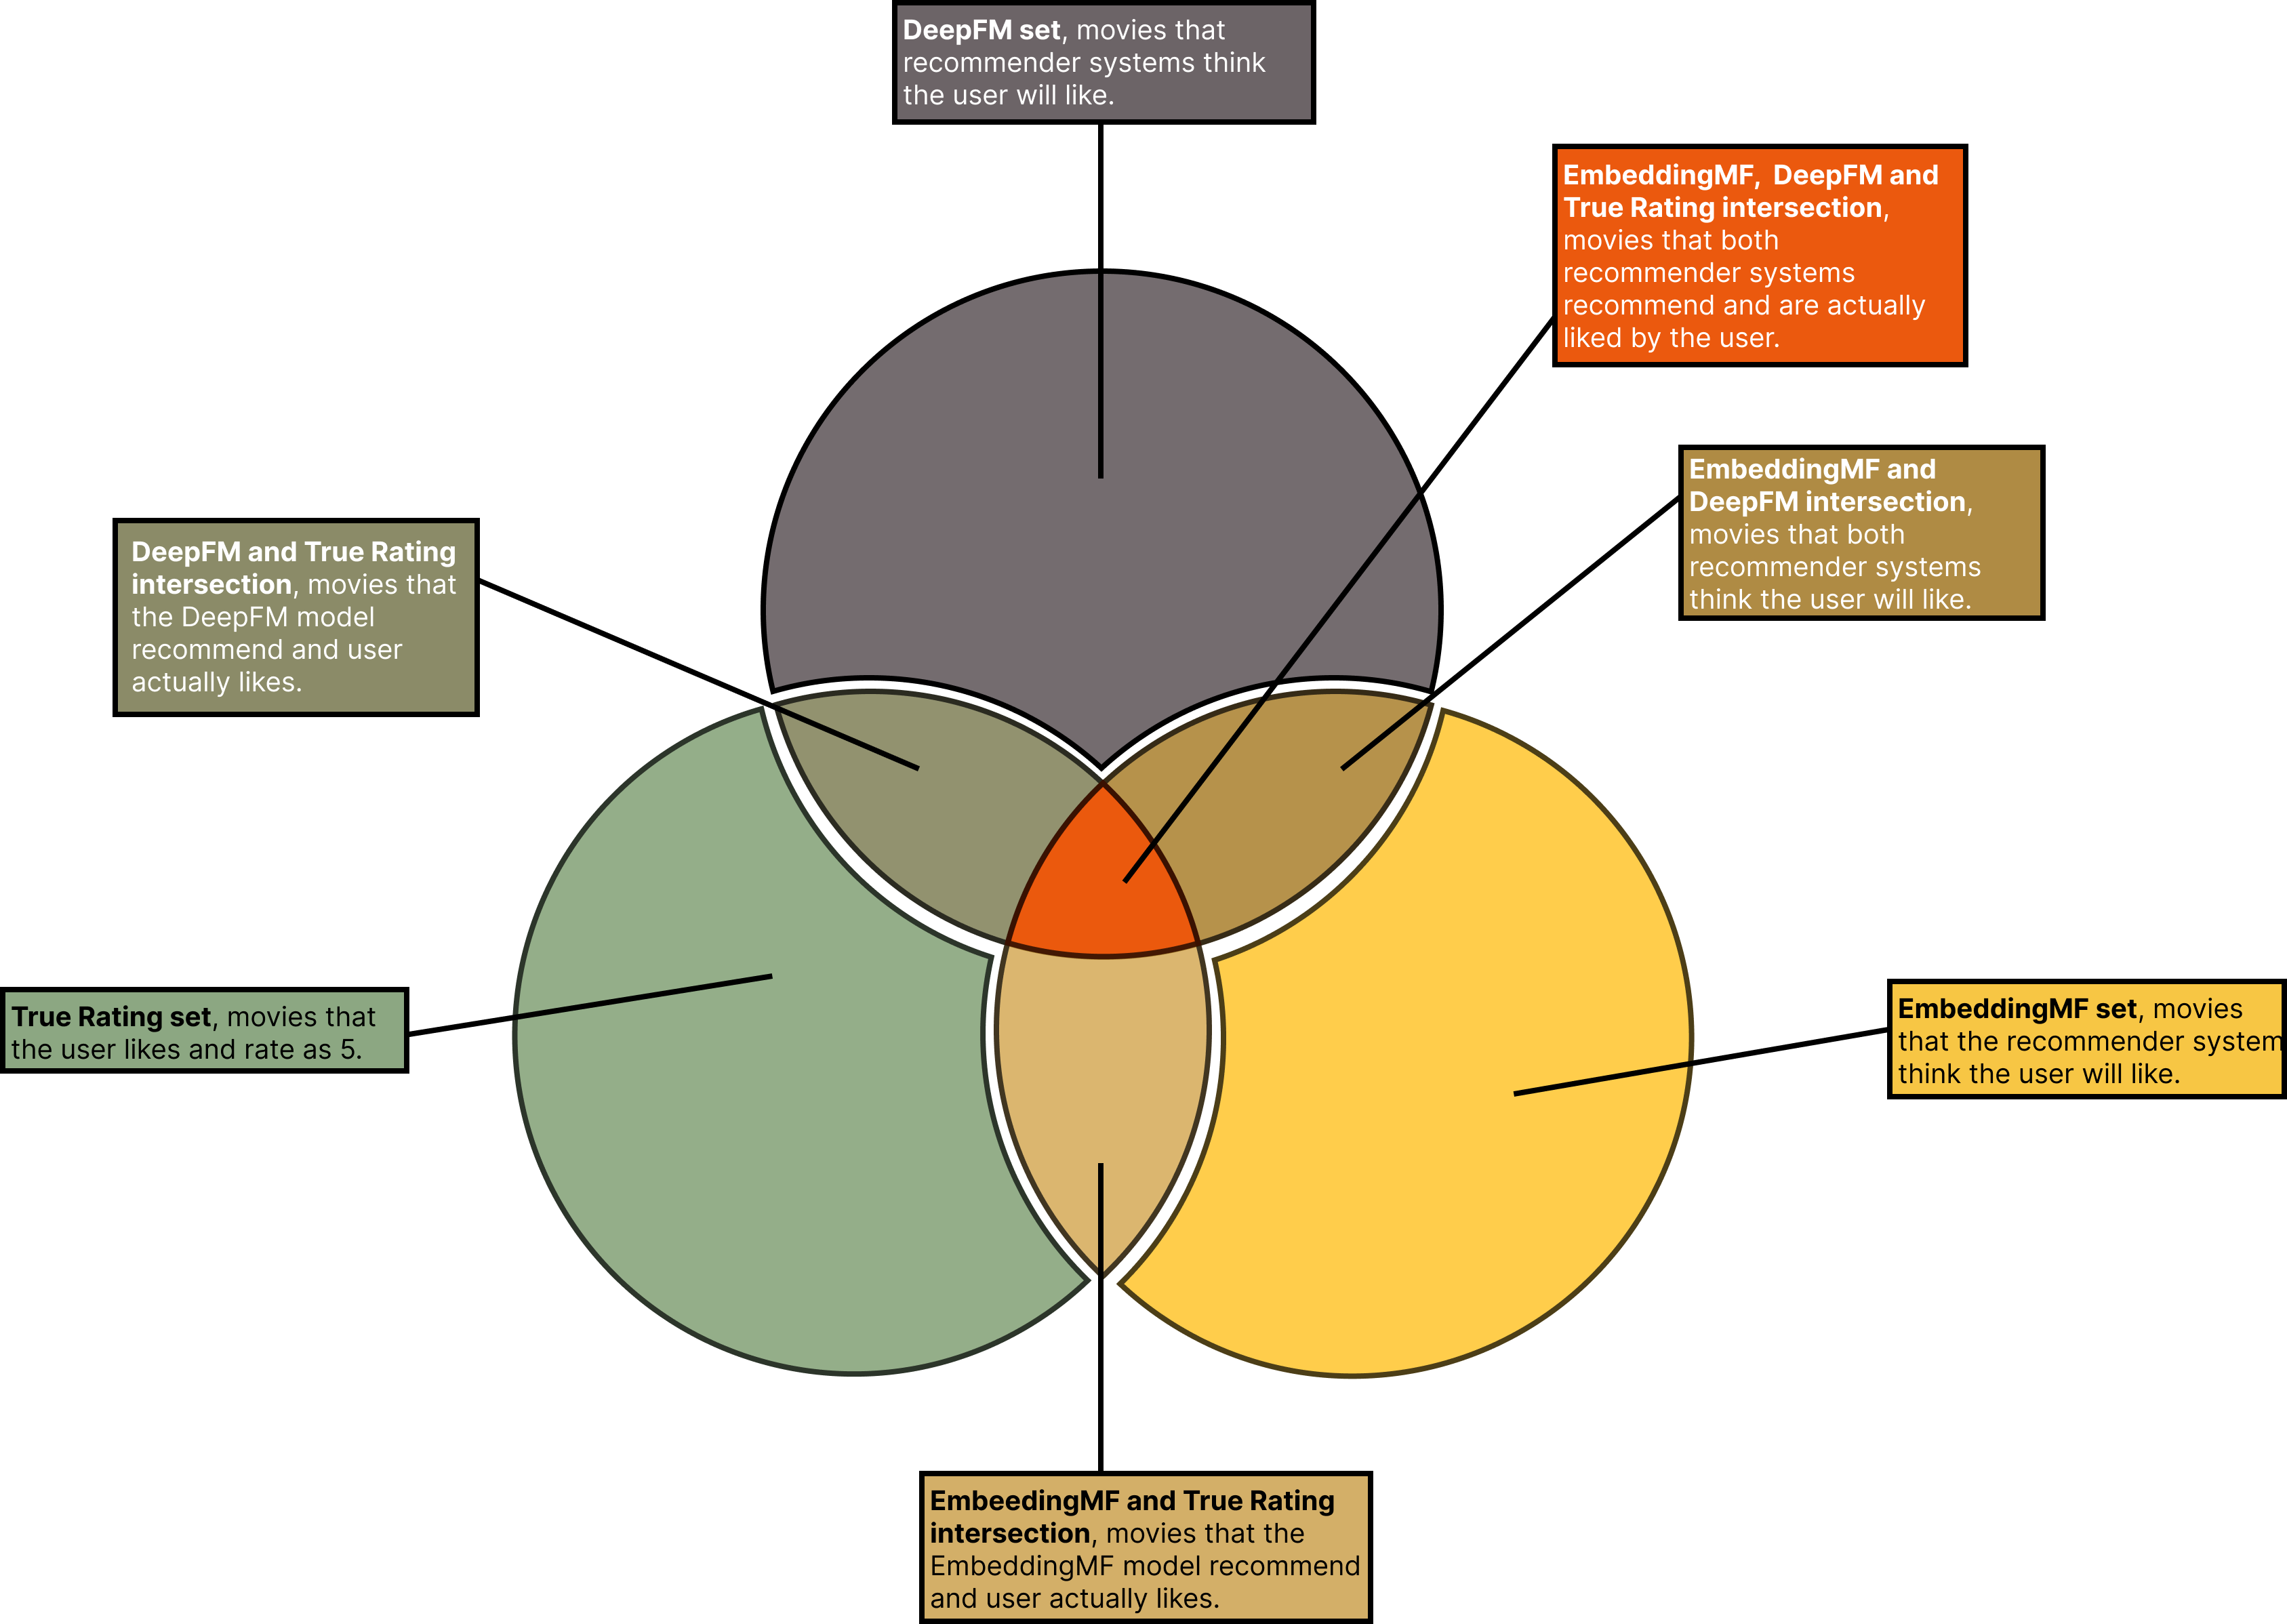 DeepFM set, movies that
recommender systems think
the user will like.
EmbeddingMF, DeepFM and
True Rating intersection,
movies that both
recommender systems
recommend and are actually
liked by the user.
EmbeddingMF and
DeepFM intersection,
movies that both
recommender systems
think the user will like.
DeepFM and True Rating
intersection, movies that
the DeepFM model
recommend and user
actually likes.
True Rating set, movies that
the user likes and rate as 5.
EmbeddingMF set, movies
that the recommender system
think the user will like.
EmbeedingMF and True Rating
intersection, movies that the
EmbeddingMF model recommend
and user actually likes.